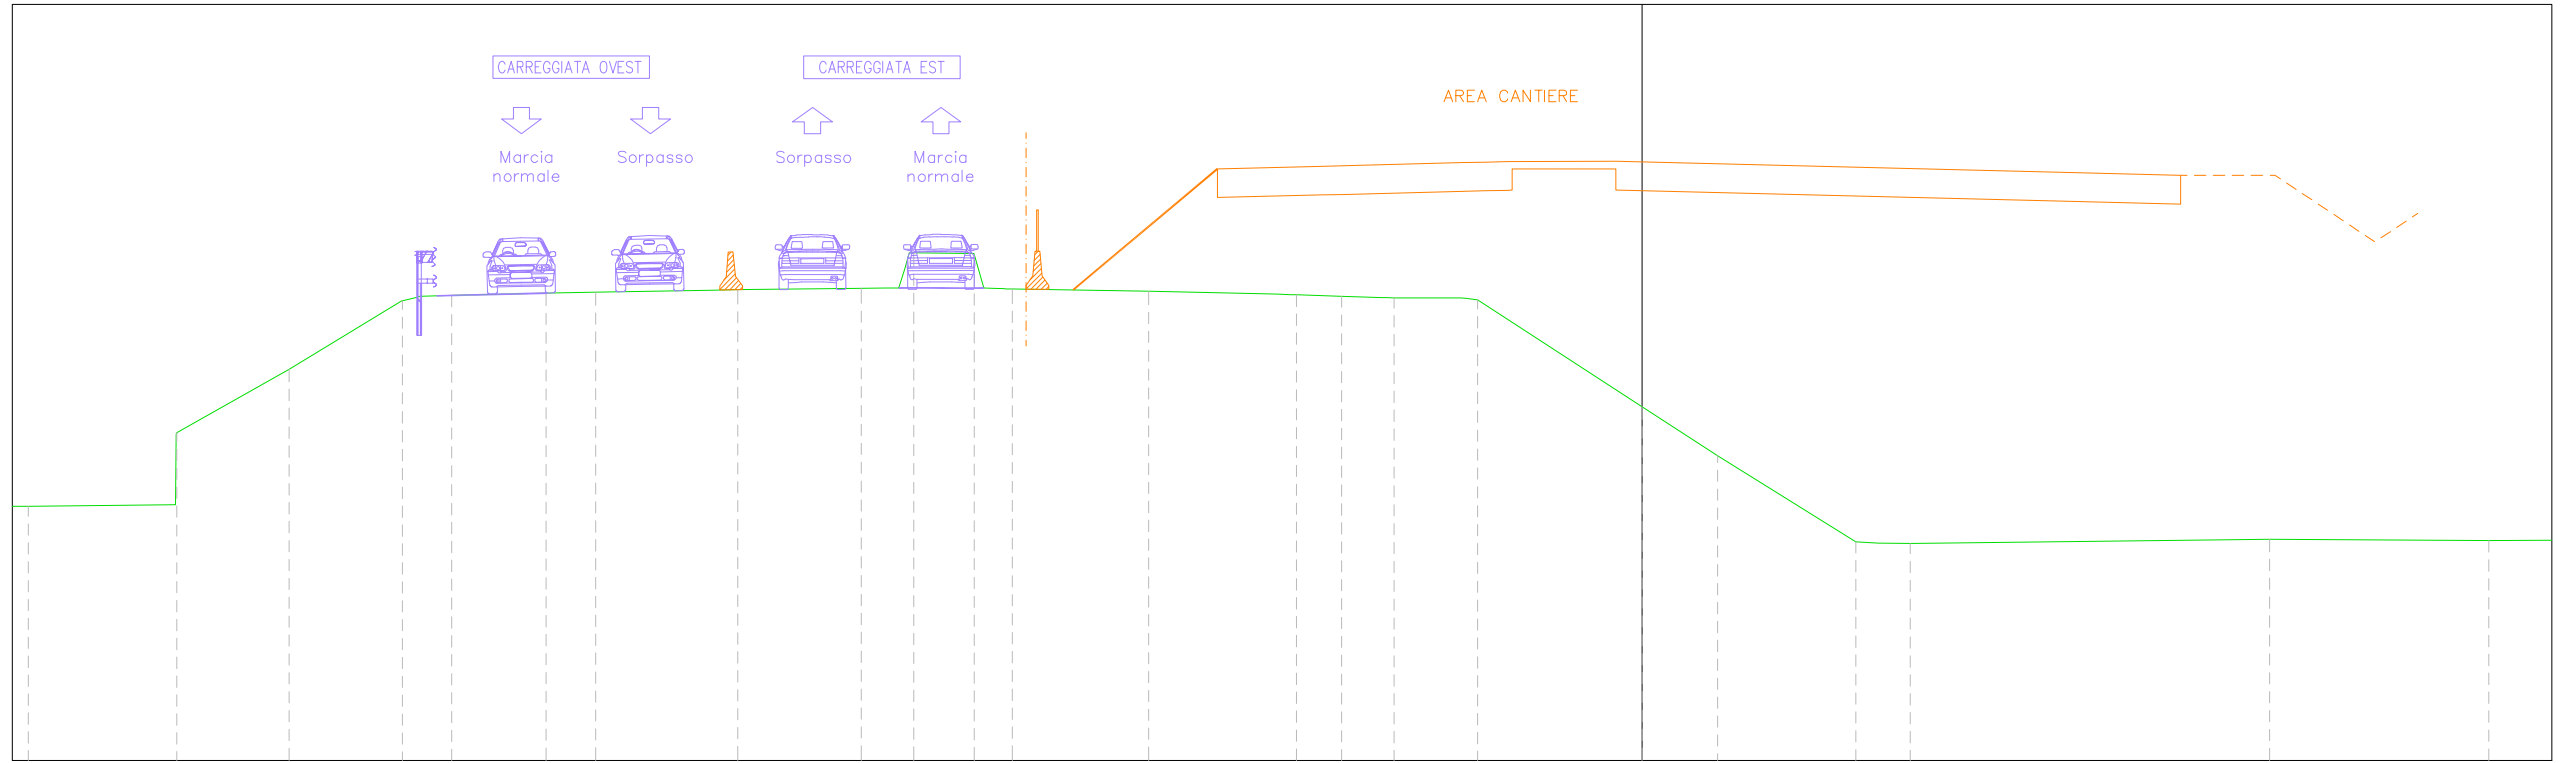 CARREGGIATA OVEST
CARREGGIATA EST
AREA CANTIERE
Marcia
normale
Sorpasso
Sorpasso
Marcia
normale